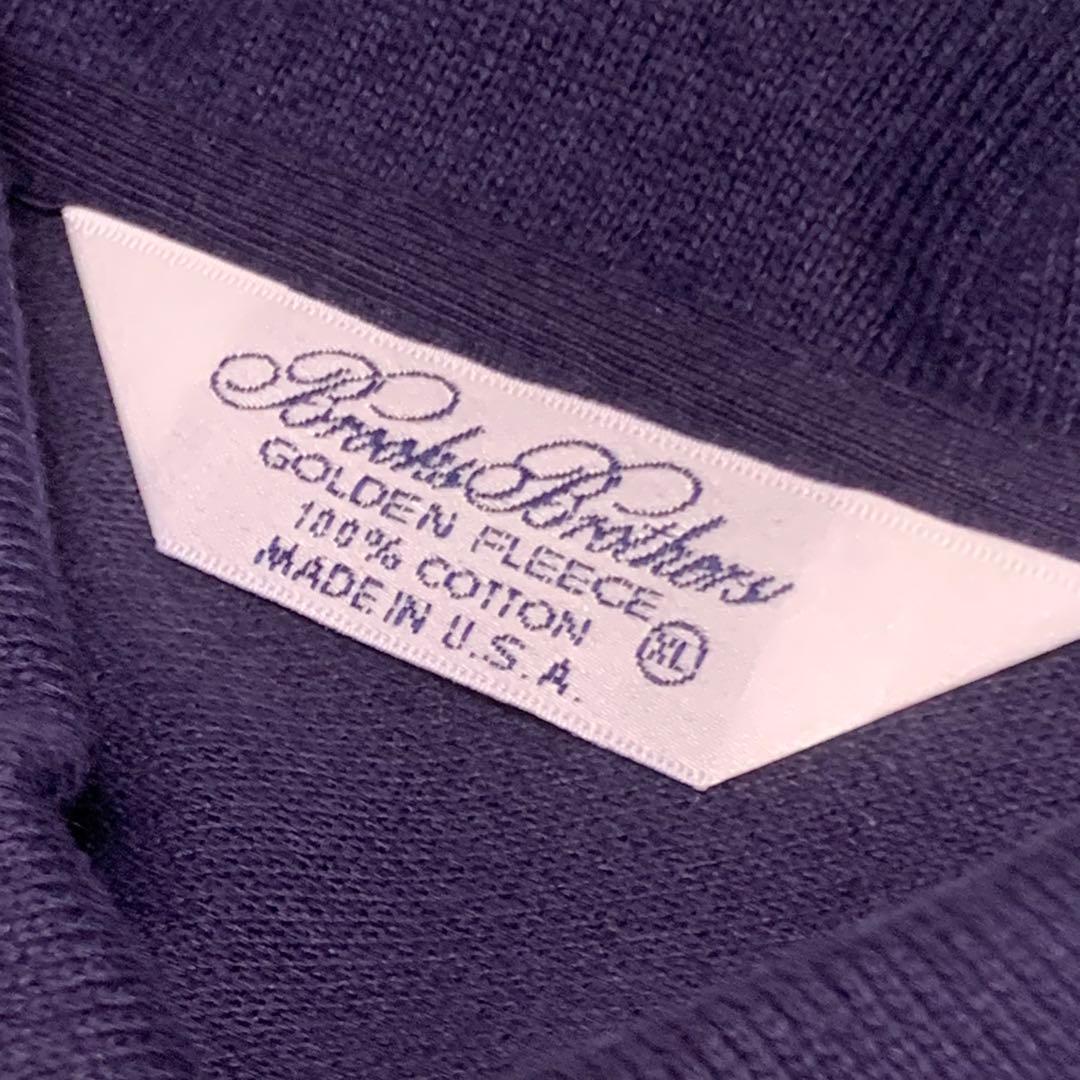 Brooks Brothers
GOLDEN FLEECE
100% COTTON
MADE IN U.S.A.
XL